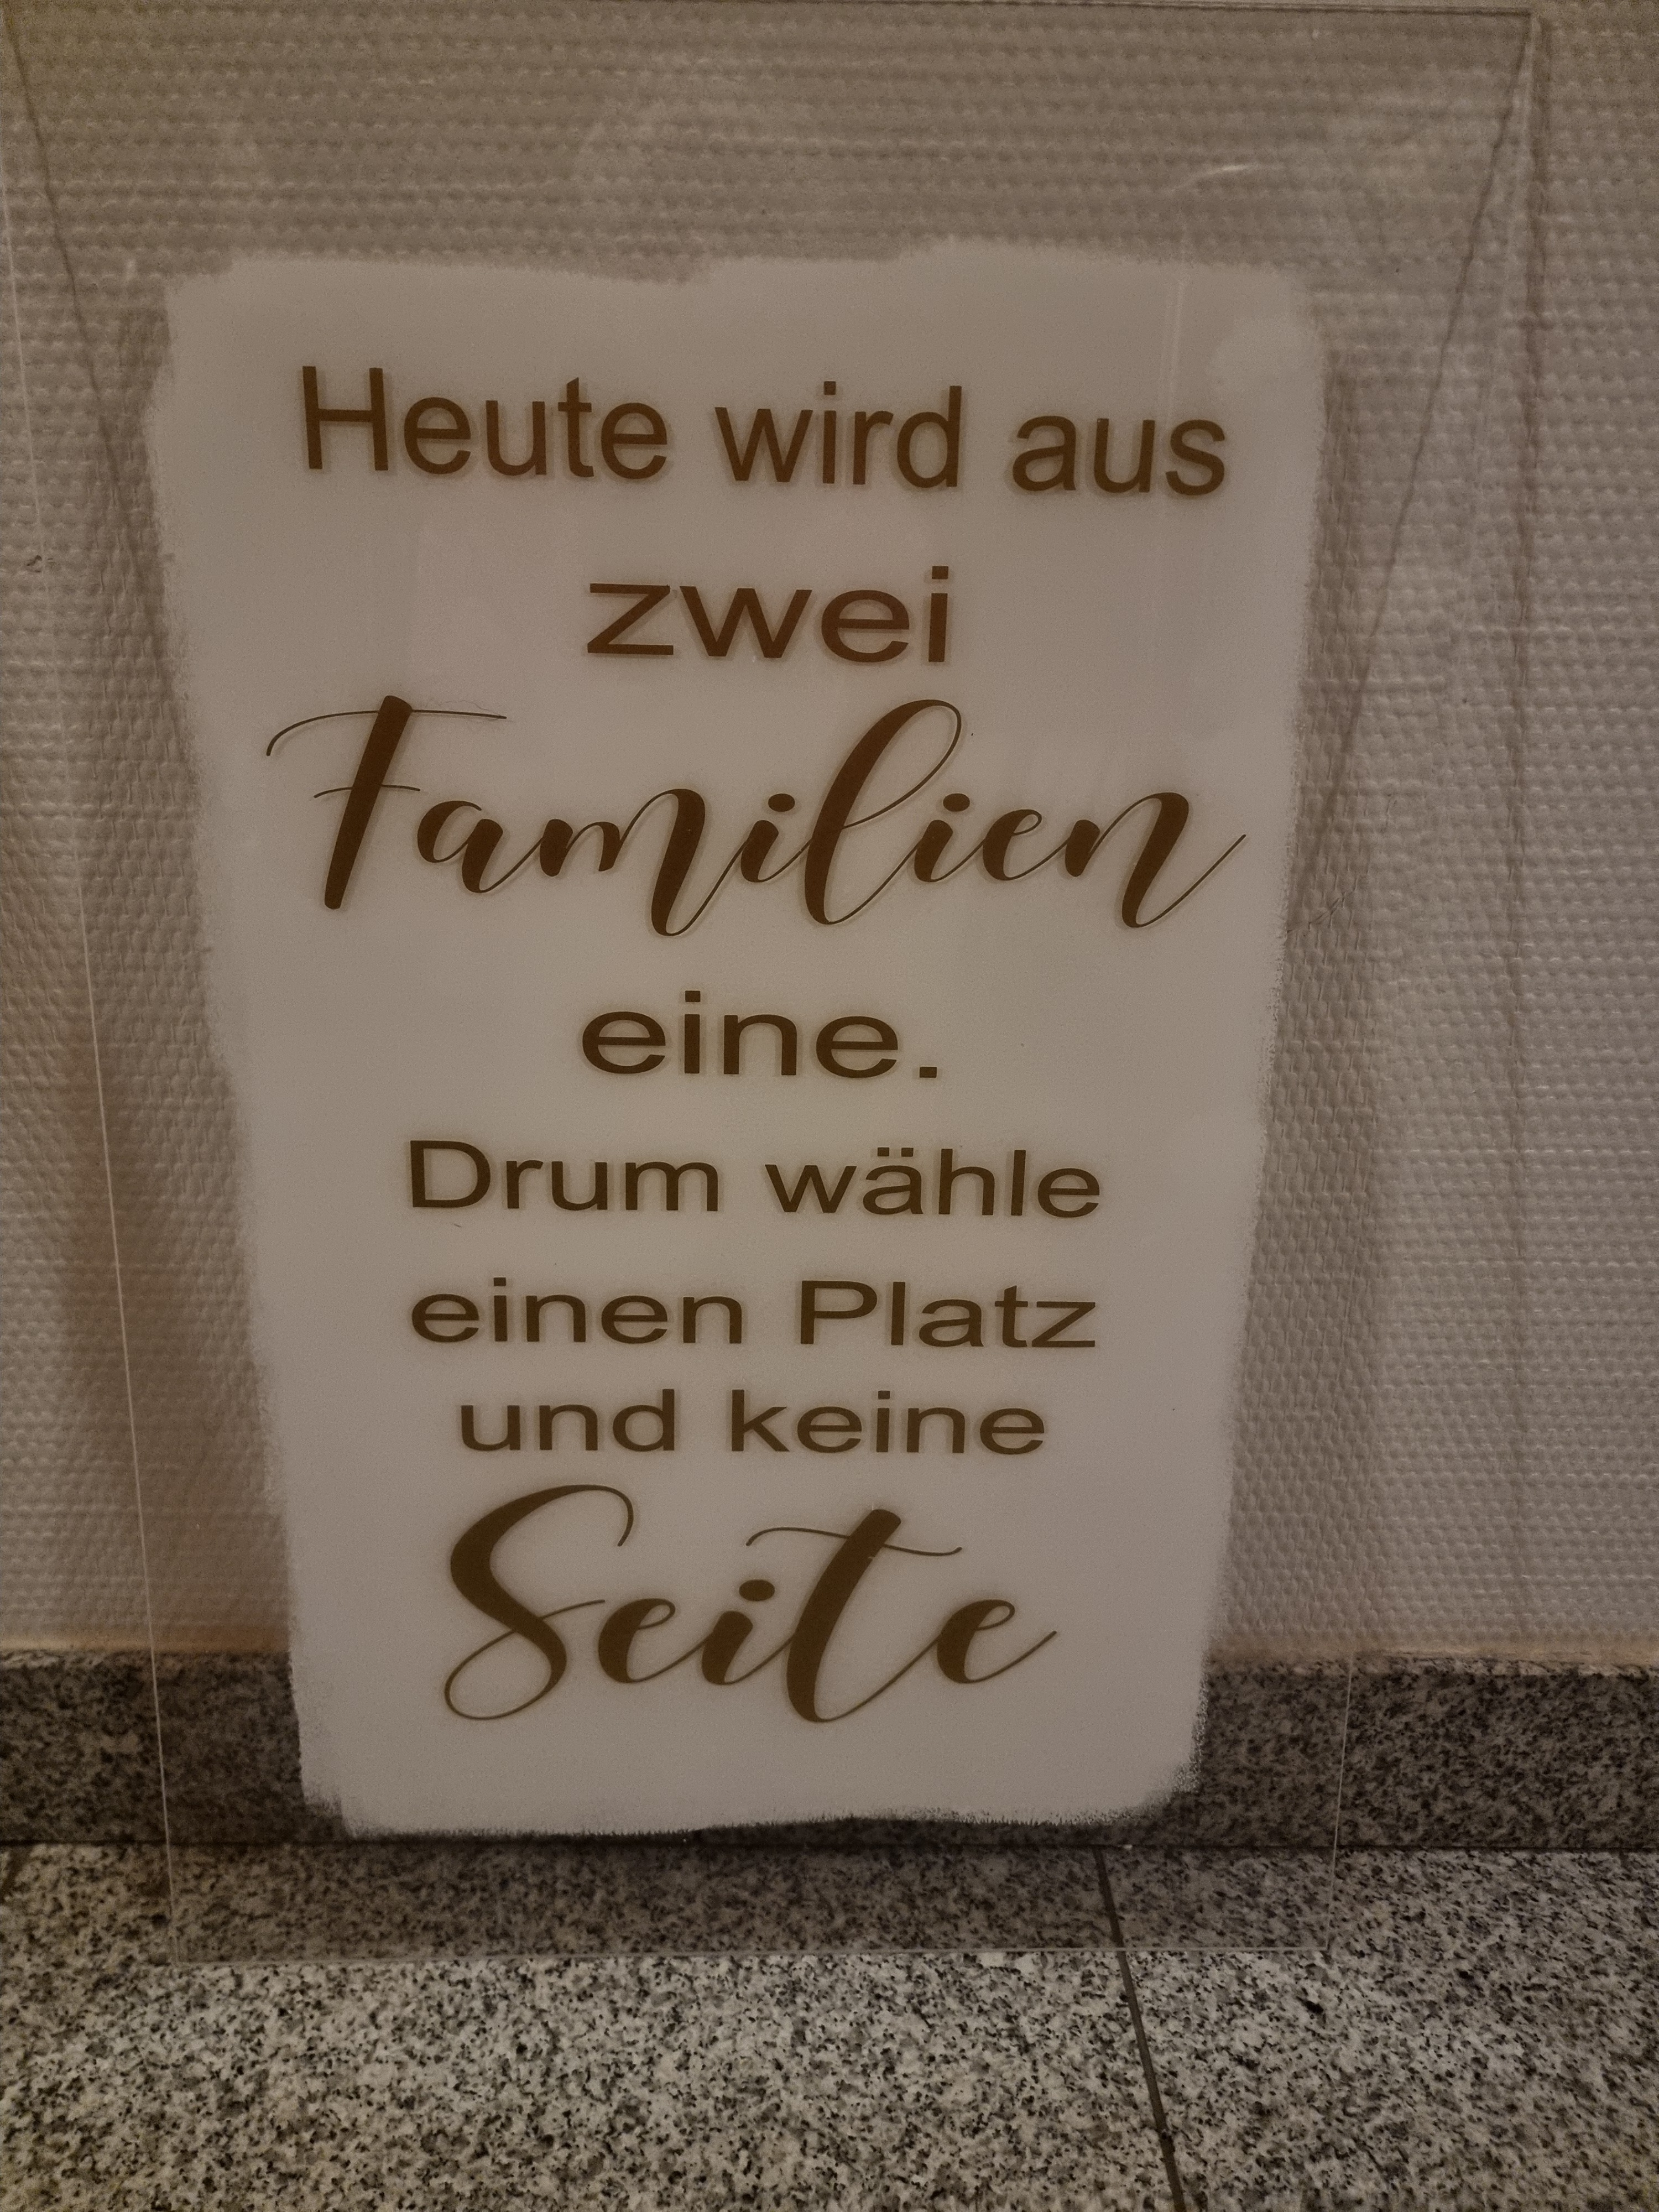 Heute wird aus
zwei
Familien
eine.
Drum wähle
einen Platz
und keine
Seite